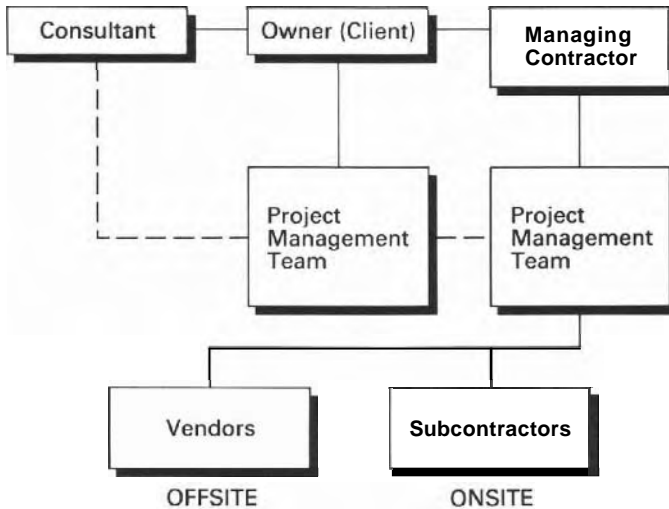 Consultant
Owner (Client)
Managing
Contractor
Project
Management
Team
Project
Management
Team
Vendors
Subcontractors
OFFSITE
ONSITE